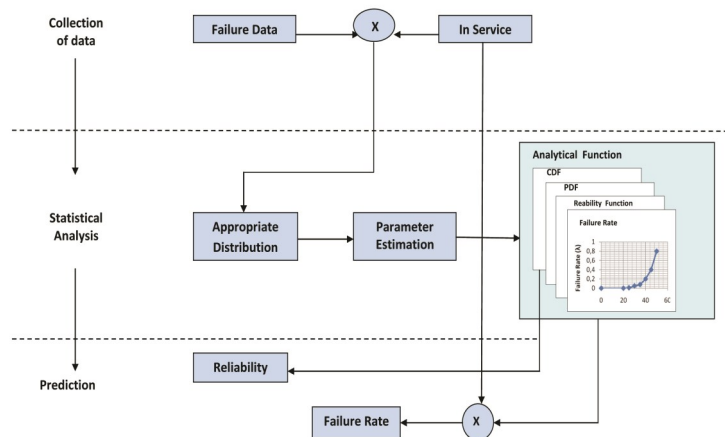 Collection
of data
Failure Data
X
In Service
Analytical Function
CDF
PDF
Reability Function
Failure Rate
Failure Rate (λ)
1
0,8
0,6
0,4
0,2
0
0
20
40
6C
Statistical
Analysis
Appropriate
Distribution
Parameter
Estimation
Reliability
Prediction
Failure Rate
X